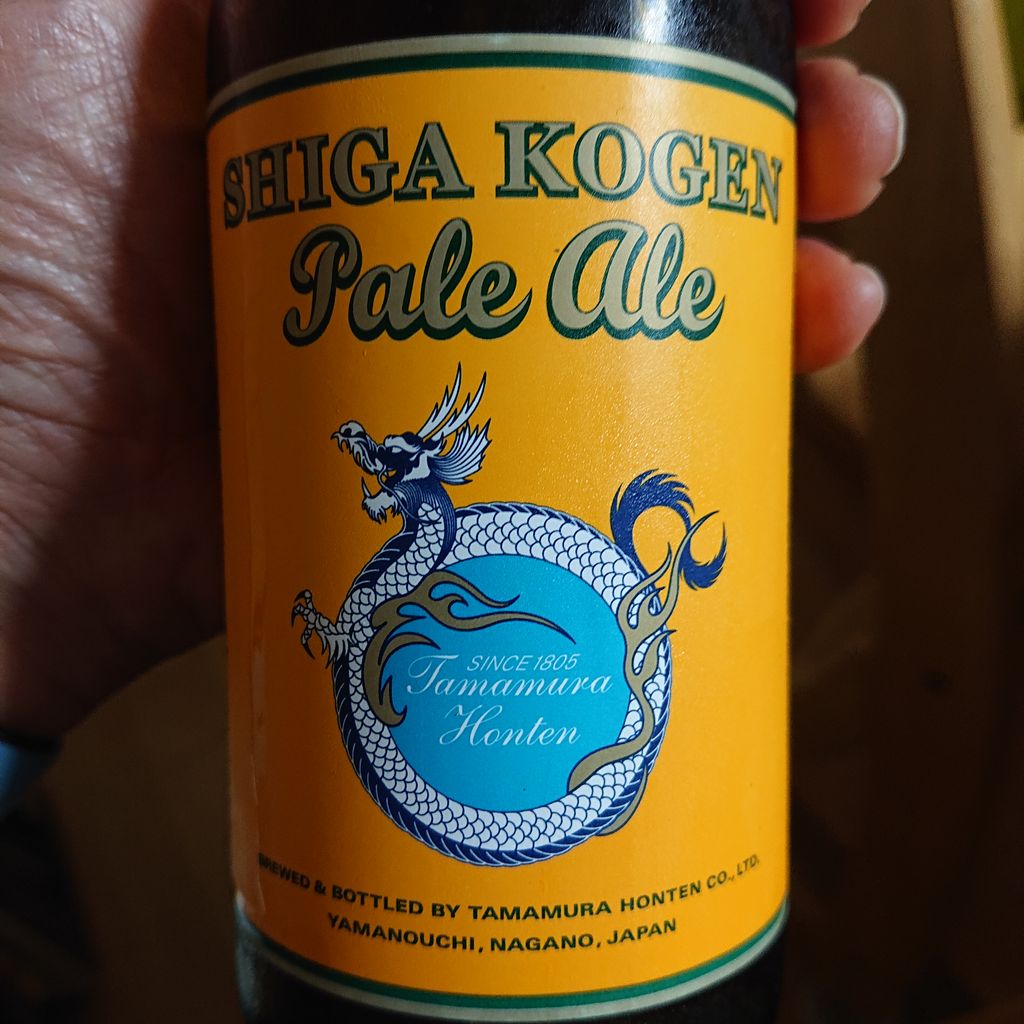 SHIGA KOGEN
Pale Ale
SINCE 1805
Tamamura
Honten
BREWED & BOTTLED BY TAMAMURA HONTEN CO., LTD.
YAMANOUCHI, NAGANO, JAPAN